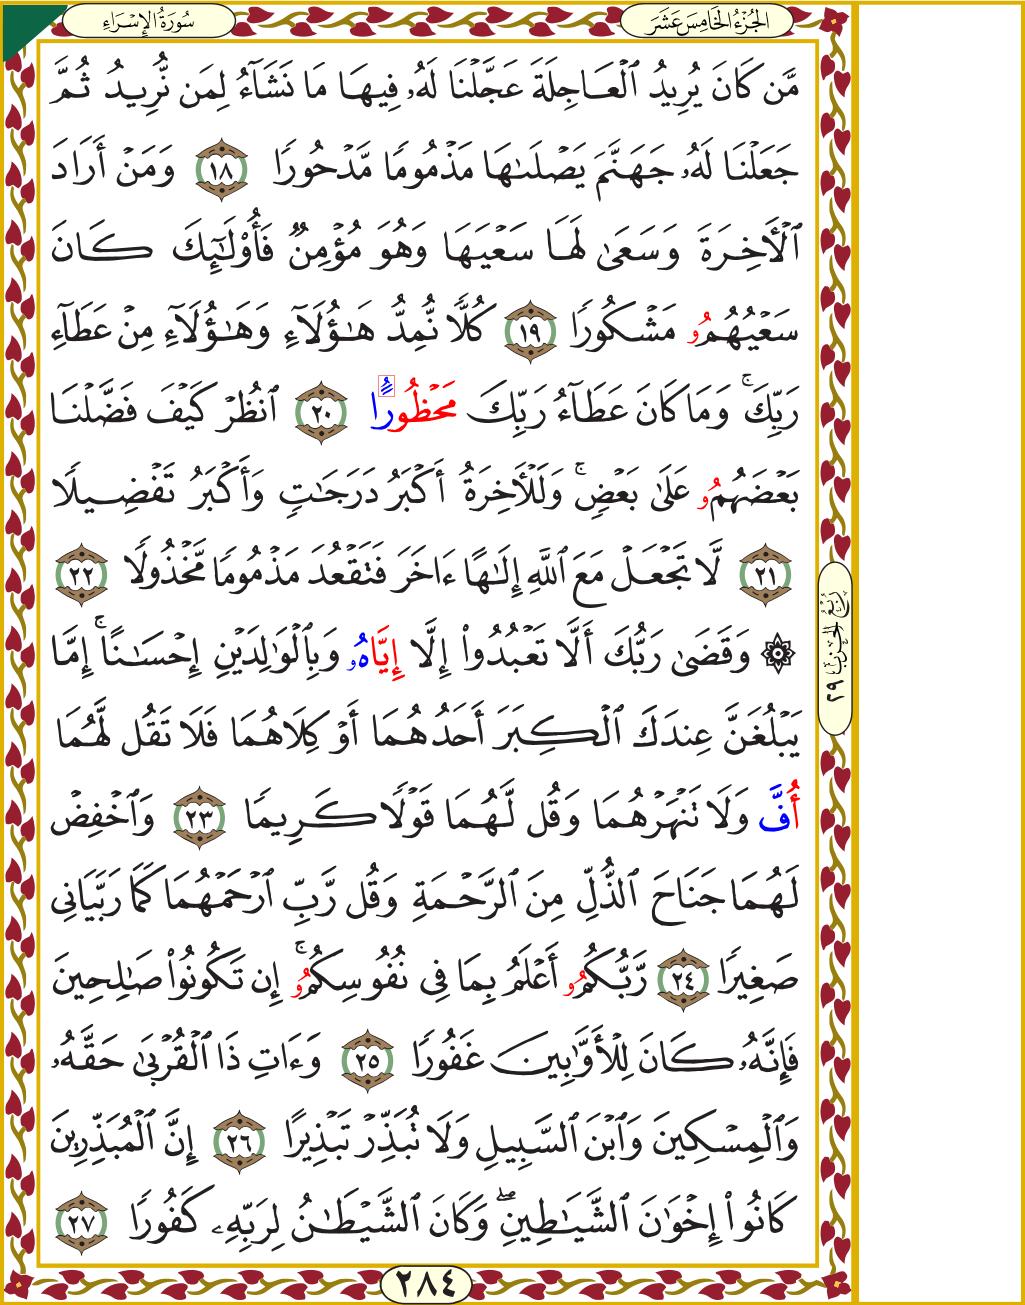 الجُزْءُ الخَامِسَ عَشَرَ
سُورَةُ الإِسْرَاءِ
مَّن كَانَ يُرِيدُ ٱلۡعَاجِلَةَ عَجَّلۡنَا لَهُۥ فِيهَا مَا نَشَآءُ لِمَن نُّرِيدُ ثُمَّ
جَعَلۡنَا لَهُۥ جَهَنَّمَ يَصۡلَىٰهَا مَذۡمُومٗا مَّدۡحُورٗا ١٨ وَمَنۡ أَرَادَ
ٱلۡأٓخِرَةَ وَسَعَىٰ لَهَا سَعۡيَهَا وَهُوَ مُؤۡمِنٞ فَأُوْلَٰٓئِكَ كَانَ
سَعۡيُهُمُۥ مَشۡكُورٗا ١٩ كُلّٗا نُّمِدُّ هَٰٓؤُلَآءِ وَهَٰٓؤُلَآءِ مِنۡ عَطَآءِ
رَبِّكَۚ وَمَا كَانَ عَطَآءُ رَبِّكَ مَحۡظُورًا ٢٠ ٱنظُرۡ كَيۡفَ فَضَّلۡنَا
بَعۡضَهُمُۥ عَلَىٰ بَعۡضٖۚ وَلَلۡأٓخِرَةُ أَكۡبَرُ دَرَجَٰتٖ وَأَكۡبَرُ تَفۡضِيلٗا
٢١ لَّا تَجۡعَلۡ مَعَ ٱللَّهِ إِلَٰهًا ءَاخَرَ فَتَقۡعُدَ مَذۡمُومٗا مَّخۡذُولٗا ٢٢
۞ وَقَضَىٰ رَبُّكَ أَلَّا تَعۡبُدُوٓاْ إِلَّآ إِيَّاهُۥ وَبِٱلۡوَٰلِدَيۡنِ إِحۡسَٰنًاۚ إِمَّا
يَبۡلُغَنَّ عِندَكَ ٱلۡكِبَرَ أَحَدُهُمَآ أَوۡ كِلَاهُمَا فَلَا تَقُل لَّهُمَآ
أُفَّ وَلَا تَنۡهَرۡهُمَا وَقُل لَّهُمَا قَوۡلٗا كَرِيمٗا ٢٣ وَٱخۡفِضۡ
لَهُمَا جَنَاحَ ٱلذُّلِّ مِنَ ٱلرَّحۡمَةِ وَقُل رَّبِّ ٱرۡحَمۡهُمَا كَمَا رَبَّيَانِي
صَغِيرٗا ٢٤ رَّبُّكُمُۥ أَعۡلَمُ بِمَا فِي نُفُوسِكُمُۥۚ إِن تَكُونُواْ صَٰلِحِينَ
فَإِنَّهُۥ كَانَ لِلۡأَوَّٰبِينَ غَفُورٗا ٢٥ وَءَاتِ ذَا ٱلۡقُرۡبَىٰ حَقَّهُۥ
وَٱلۡمِسۡكِينَ وَٱبۡنَ ٱلسَّبِيلِ وَلَا تُبَذِّرۡ تَبۡذِيرًا ٢٦ إِنَّ ٱلۡمُبَذِّرِينَ
كَانُوٓاْ إِخۡوَٰنَ ٱلشَّيَٰطِينِۖ وَكَانَ ٱلشَّيۡطَٰنُ لِرَبِّهِۦ كَفُورٗا ٢٧
رُبْعُ الحِزْبِ ٢٩
٢٨٤